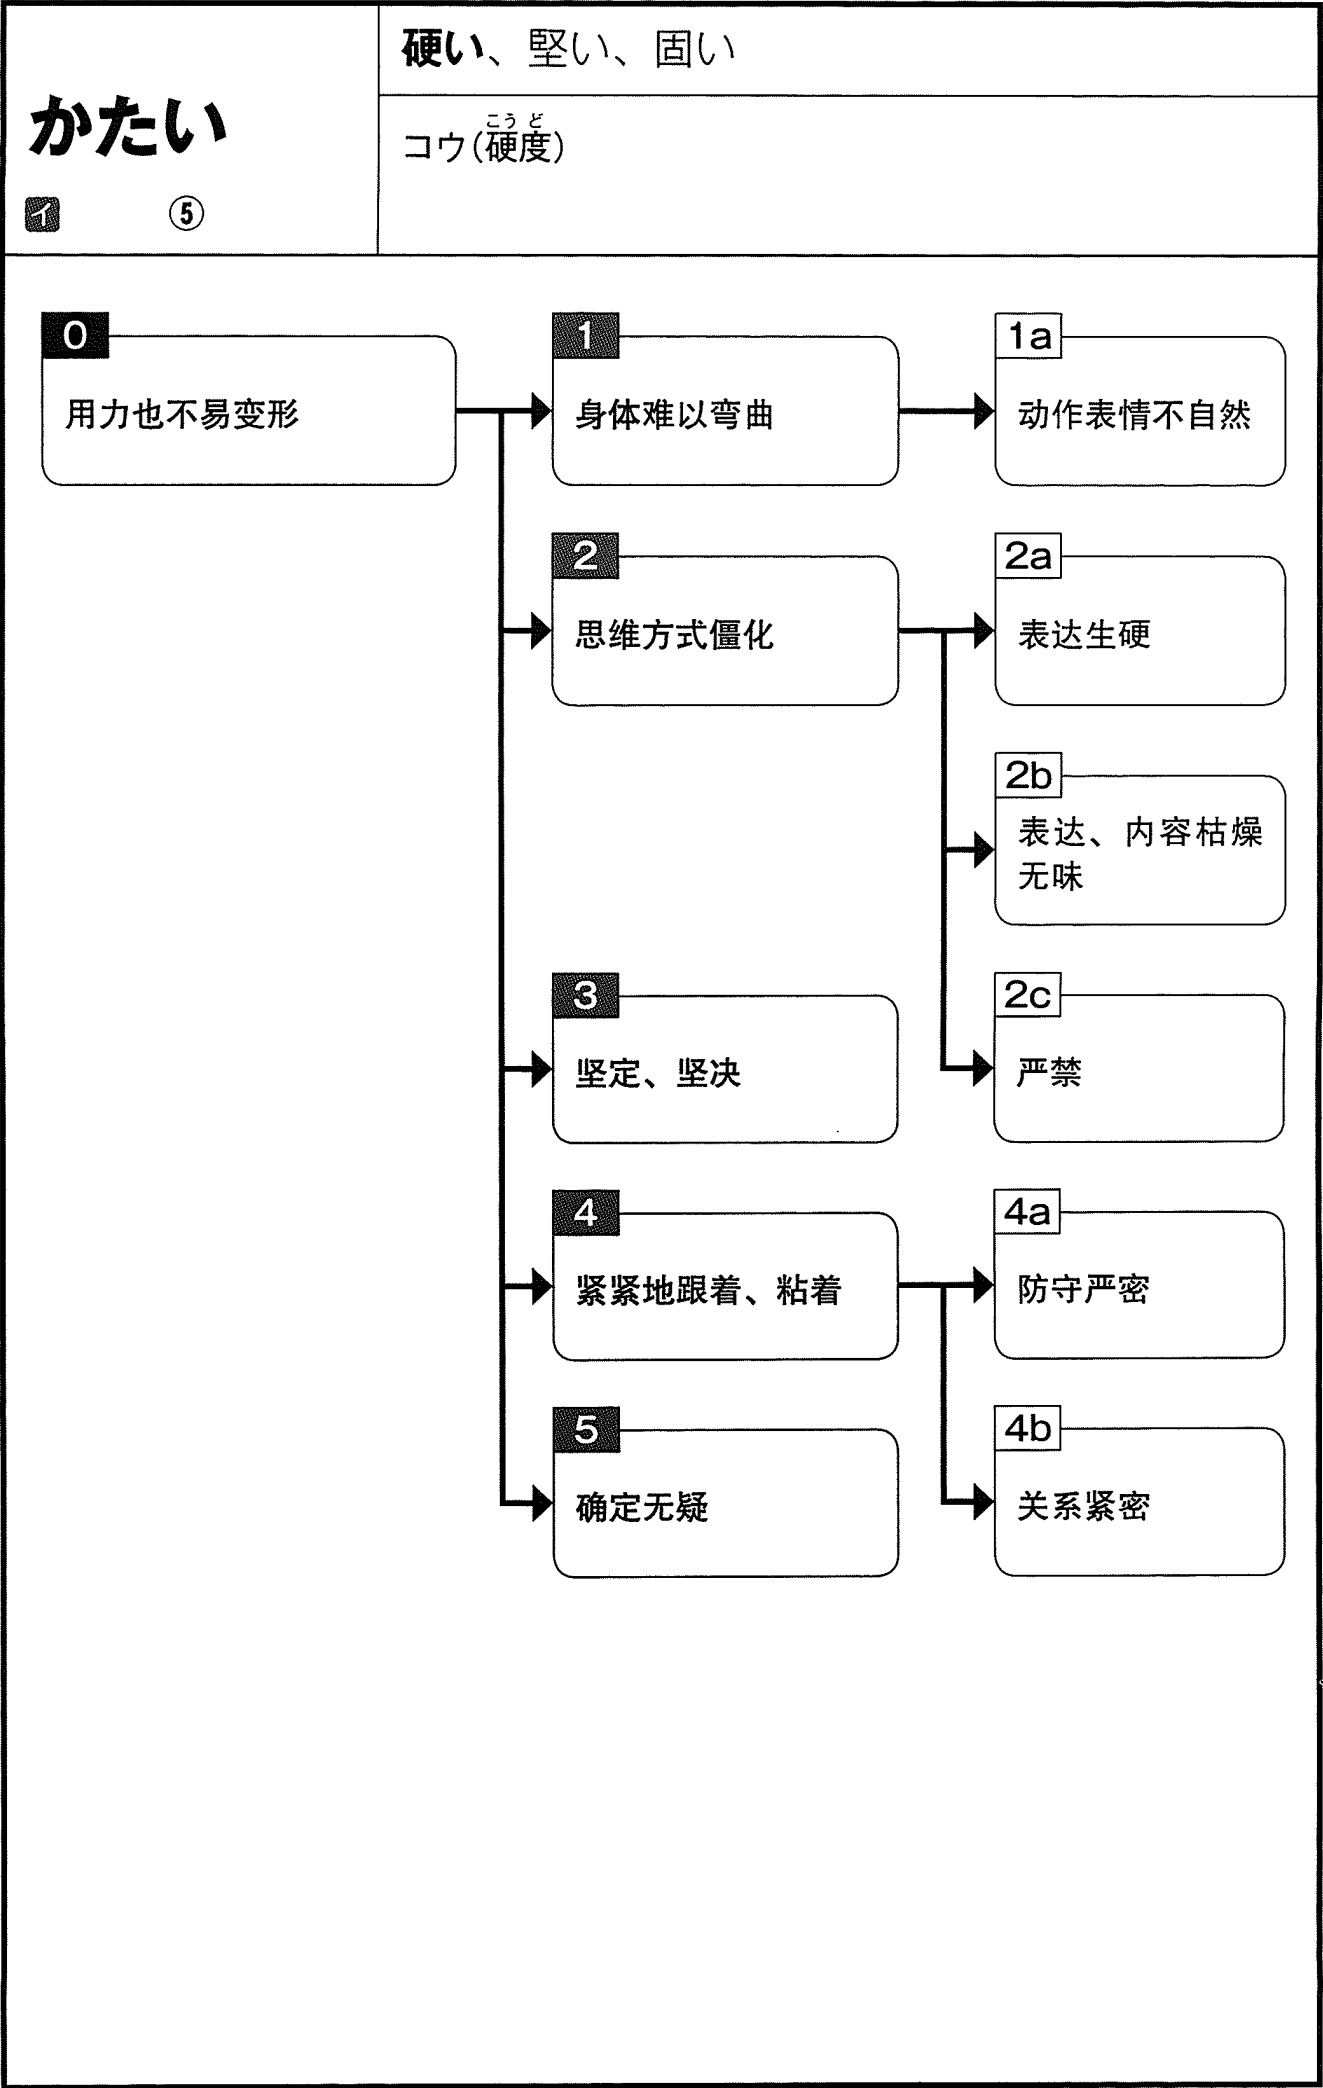 かたい
イ ⑤
硬い、堅い、固い
コウ(硬度)
こう ど
0
用力也不易变形
1
身体难以弯曲
1a
动作表情不自然
2
思维方式僵化
2a
表达生硬
2b
表达、内容枯燥
无味
2c
严禁
3
坚定、坚决
4
紧紧地跟着、粘着
4a
防守严密
4b
关系紧密
5
确定无疑